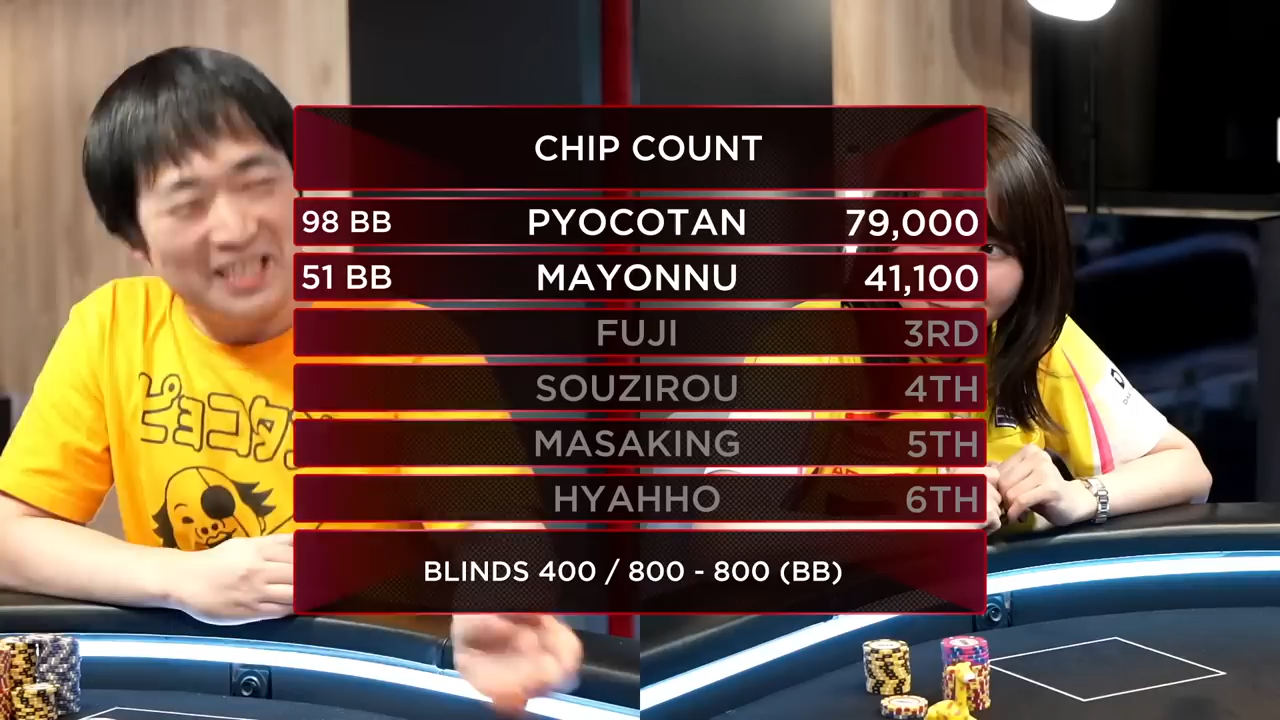 CHIP COUNT
98 BB PYOCOTAN 79,000
51 BB MAYONNU 41,100
FUJI 3RD
SOUZIROU 4TH
MASAKING 5TH
HYAHHO 6TH
BLINDS 400 / 800 - 800 (BB)
ピョコタ